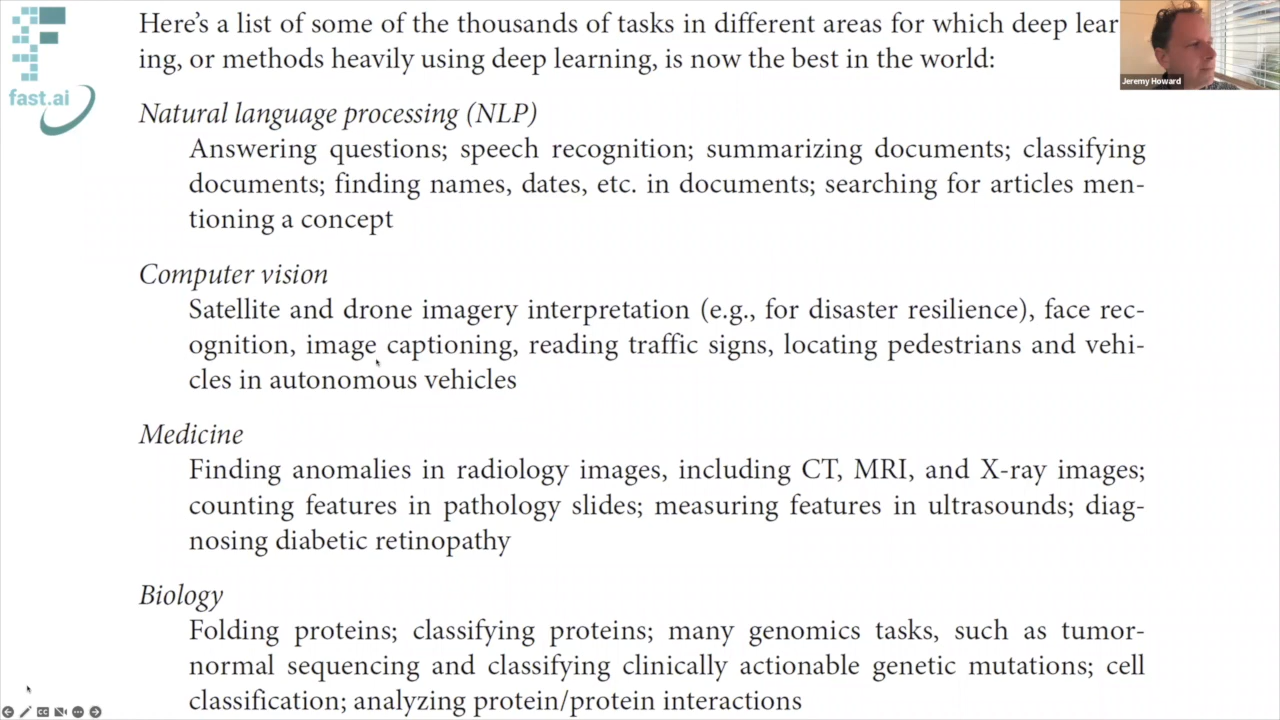 Here's a list of some of the thousands of tasks in different areas for which deep lear
ing, or methods heavily using deep learning, is now the best in the world:
fast.ai
Jeremy Howard
Natural language processing (NLP)
Answering questions; speech recognition; summarizing documents; classifying
documents; finding names, dates, etc. in documents; searching for articles men-
tioning a concept
Computer vision
Satellite and drone imagery interpretation (e.g., for disaster resilience), face rec-
ognition, image captioning, reading traffic signs, locating pedestrians and vehi-
cles in autonomous vehicles
Medicine
Finding anomalies in radiology images, including CT, MRI, and X-ray images;
counting features in pathology slides; measuring features in ultrasounds; diag-
nosing diabetic retinopathy
Biology
Folding proteins; classifying proteins; many genomics tasks, such as tumor-
normal sequencing and classifying clinically actionable genetic mutations; cell
classification; analyzing protein/protein interactions